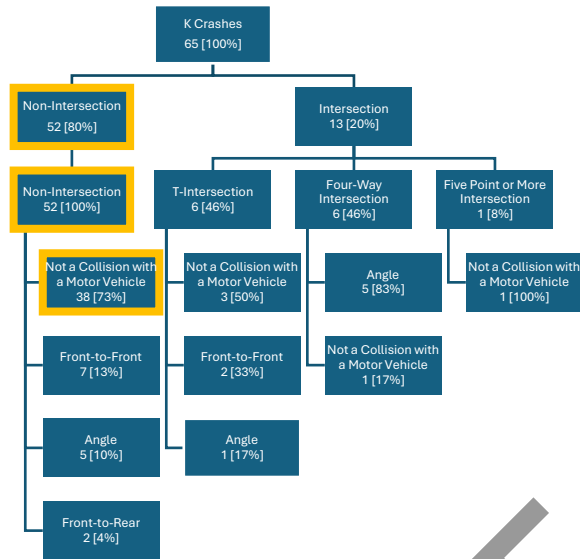 K Crashes
65 [100%]
Non-Intersection
52 [80%]
Intersection
13 [20%]
Non-Intersection
52 [100%]
T-Intersection
6 [46%]
Four-Way
Intersection
6 [46%]
Five Point or More
Intersection
1 [8%]
Not a Collision with
a Motor Vehicle
38 [73%]
Not a Collision with
a Motor Vehicle
3 [50%]
Angle
5 [83%]
Not a Collision with
a Motor Vehicle
1 [100%]
Front-to-Front
7 [13%]
Front-to-Front
2 [33%]
Not a Collision with
a Motor Vehicle
1 [17%]
Angle
5 [10%]
Angle
1 [17%]
Front-to-Rear
2 [4%]